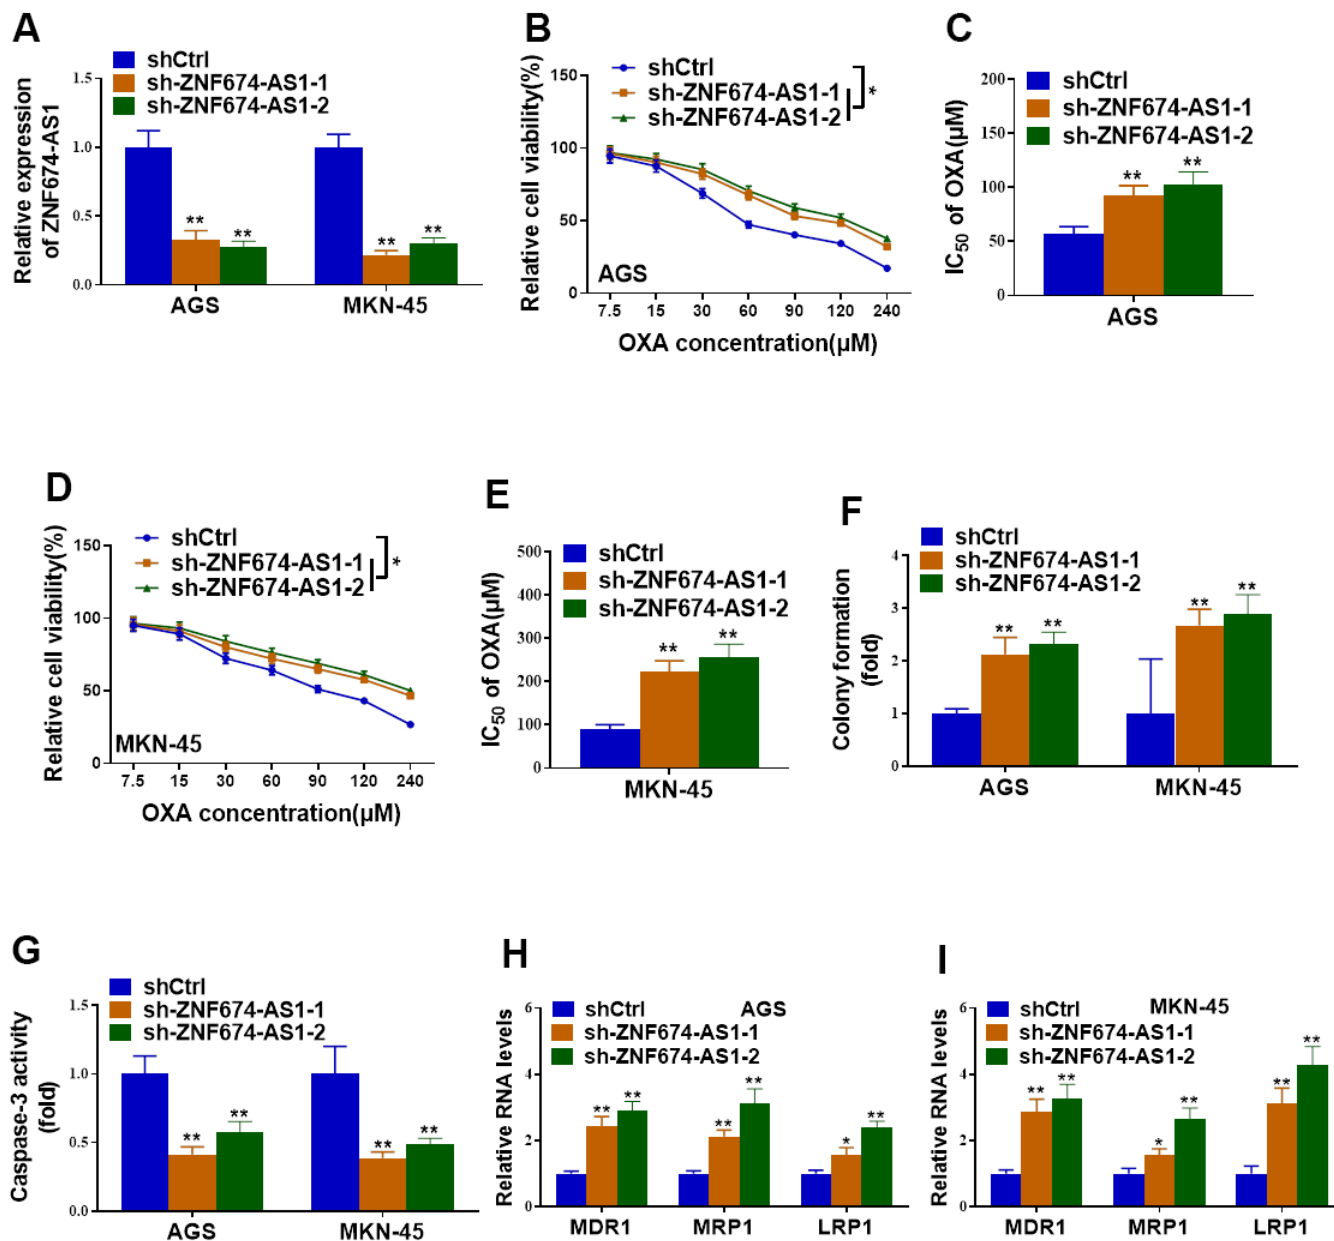 A
shCtrl
sh-ZNF674-AS1-1
sh-ZNF674-AS1-2
Relative expression
of ZNF674-AS1
1.5
1.0
0.5
0.0
** ** ** **
AGS MKN-45
B
shCtrl
sh-ZNF674-AS1-1
sh-ZNF674-AS1-2
*
Relative cell viability(%)
150
100
50
0
AGS
7.5 15 30 60 90 120 240
OXA concentration(µM)
C
shCtrl
sh-ZNF674-AS1-1
sh-ZNF674-AS1-2
IC50 of OXA(µM)
200
150
100
50
0
** **
AGS
D
shCtrl
sh-ZNF674-AS1-1
sh-ZNF674-AS1-2
*
Relative cell viability(%)
150
100
50
0
MKN-45
7.5 15 30 60 90 120 240
OXA concentration(µM)
E
shCtrl
sh-ZNF674-AS1-1
sh-ZNF674-AS1-2
IC50 of OXA(µM)
500
400
300
200
100
0
** **
MKN-45
F
shCtrl
sh-ZNF674-AS1-1
sh-ZNF674-AS1-2
Colony formation
(fold)
4
3
2
1
0
** ** ** **
AGS MKN-45
G
shCtrl
sh-ZNF674-AS1-1
sh-ZNF674-AS1-2
Caspase-3 activity
(fold)
1.5
1.0
0.5
0.0
** ** ** **
AGS MKN-45
H
shCtrl AGS
sh-ZNF674-AS1-1
sh-ZNF674-AS1-2
Relative RNA levels
6
4
2
0
** ** ** ** * **
MDR1 MRP1 LRP1
I
shCtrl MKN-45
sh-ZNF674-AS1-1
sh-ZNF674-AS1-2
Relative RNA levels
6
4
2
0
** ** * ** ** **
MDR1 MRP1 LRP1